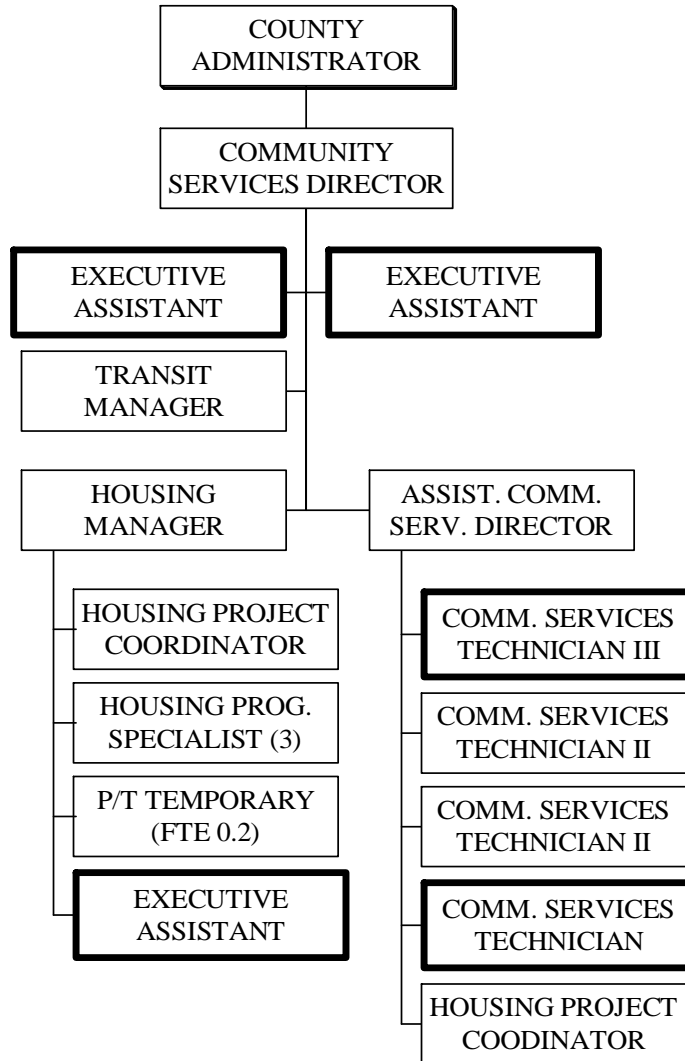 COUNTY
ADMINISTRATOR
COMMUNITY
SERVICES DIRECTOR
EXECUTIVE
ASSISTANT
EXECUTIVE
ASSISTANT
TRANSIT
MANAGER
HOUSING
MANAGER
ASSIST. COMM.
SERV. DIRECTOR
HOUSING PROJECT
COORDINATOR
HOUSING PROG.
SPECIALIST (3)
P/T TEMPORARY
(FTE 0.2)
EXECUTIVE
ASSISTANT
COMM. SERVICES
TECHNICIAN III
COMM. SERVICES
TECHNICIAN II
COMM. SERVICES
TECHNICIAN II
COMM. SERVICES
TECHNICIAN
HOUSING PROJECT
COODINATOR